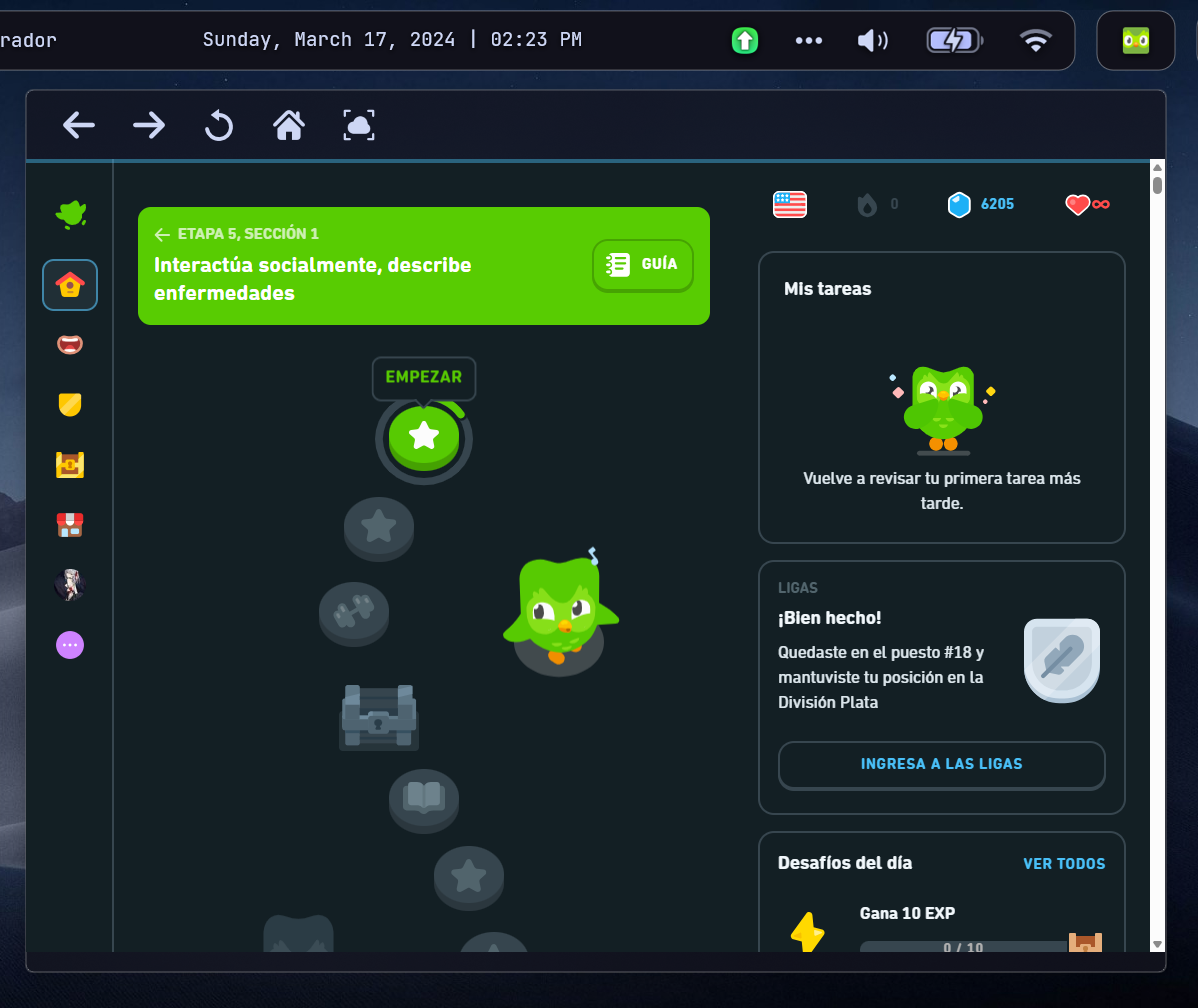 rador
Sunday, March 17, 2024 | 02:23 PM
0
6205
∞
ETAPA 5, SECCIÓN 1
Interactúa socialmente, describe
enfermedades
GUÍA
EMPEZAR
Mis tareas
Vuelve a revisar tu primera tarea más
tarde.
LIGAS
¡Bien hecho!
Quedaste en el puesto #18 y
mantuviste tu posición en la
División Plata
INGRESA A LAS LIGAS
Desafíos del día
VER TODOS
Gana 10 EXP
0 / 10